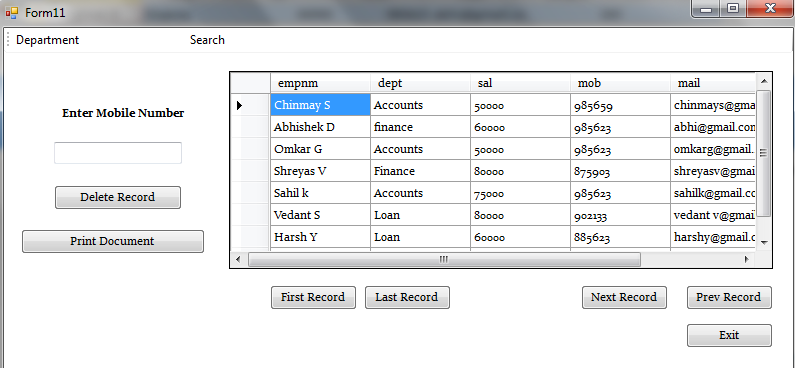 Form11
Department Search
Enter Mobile Number
Delete Record
Print Document
empnm dept sal mob mail
Chinmay S Accounts 50000 985659 chinmays@gma
Abhishek D finance 60000 985623 abhi@gmail.con
Omkar G Accounts 50000 985623 omkarg@gmail.
Shreyas V Finance 80000 875903 shreyasv@gmai
Sahil k Accounts 75000 985623 sahilk@gmail.co
Vedant S Loan 80000 902133 vedant v@gmai
Harsh Y Loan 60000 885623 harshy@gmail.c
First Record Last Record Next Record Prev Record
Exit